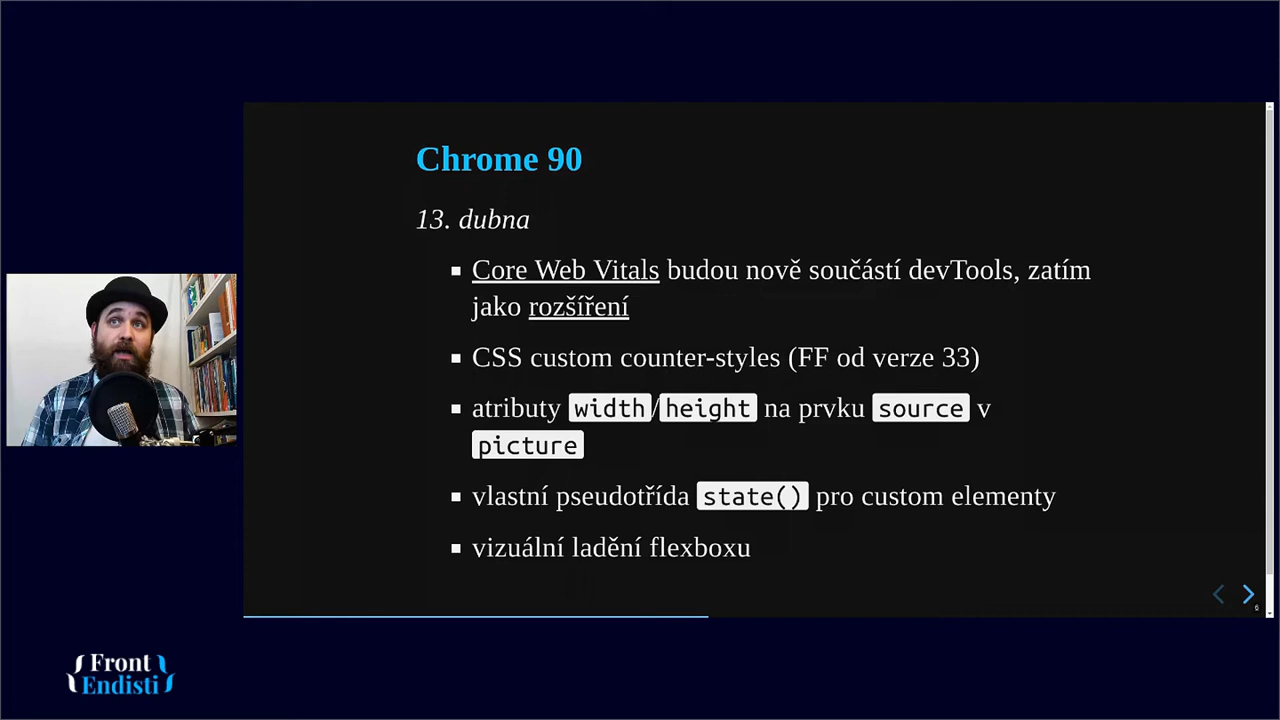 Chrome 90
13. dubna
Core Web Vitals budou nově součástí devTools, zatím
jako rozšíření
CSS custom counter-styles (FF od verze 33)
atributy width/height na prvku source v
picture
vlastní pseudotřída state() pro custom elementy
vizuální ladění flexboxu
6
{Front
Endisti}